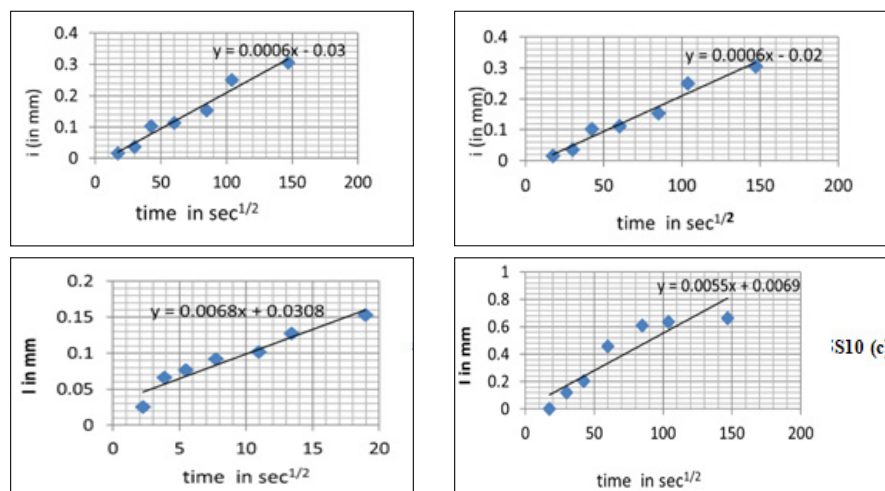 y = 0.0006x - 0.03
0.4
0.3
0.2
0.1
0
i (in mm)
0 50 100 150 200
time in sec1/2
y = 0.0006x - 0.02
0.4
0.3
0.2
0.1
0
i (in mm)
0 50 100 150 200
time in sec1/2
y = 0.0068x + 0.0308
0.2
0.15
0.1
0.05
0
I in mm
0 5 10 15 20
time in sec1/2
y = 0.0055x + 0.0069
1
0.8
0.6
0.4
0.2
0
I in mm
0 50 100 150 200
time in sec1/2
S10 (c